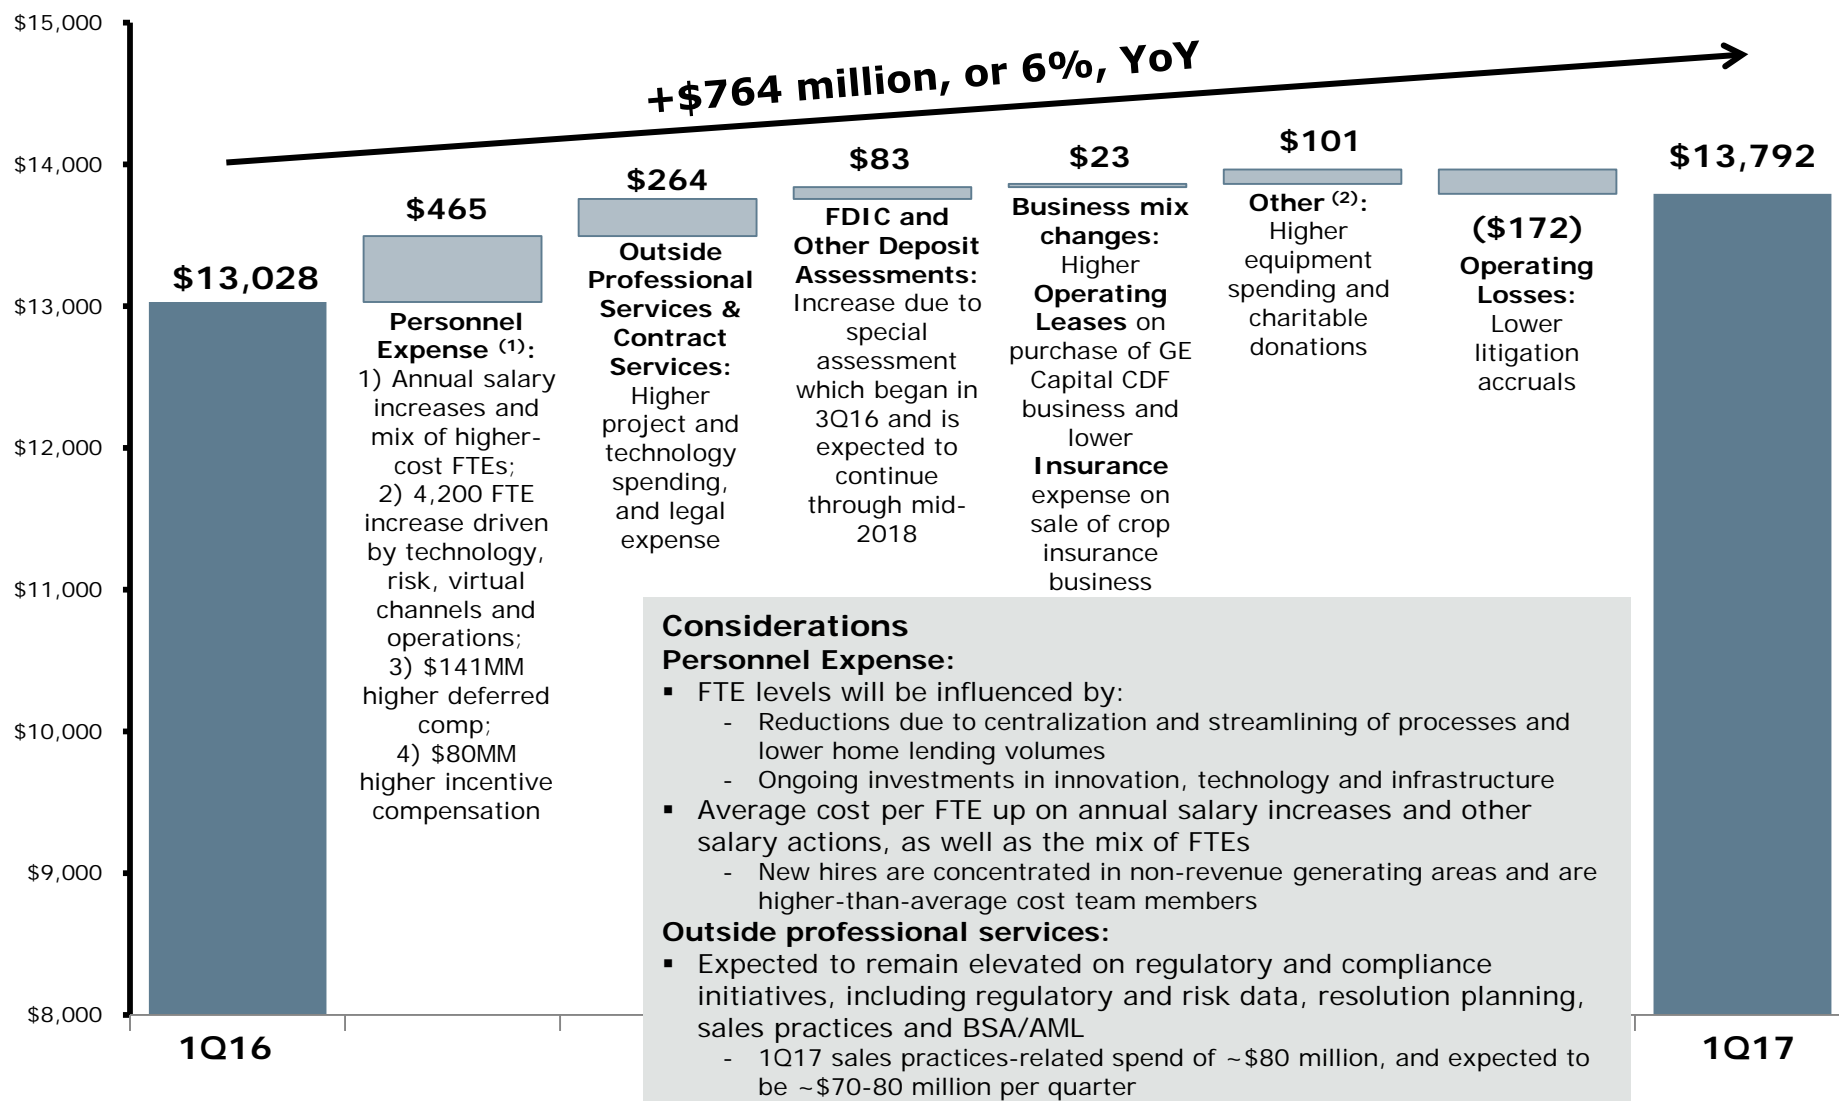 $15,000
$14,000
$13,000
$12,000
$11,000
$10,000
$9,000
$8,000
+$764 million, or 6%, YoY
$13,028
1Q16
$465
Personnel
Expense (1):
1) Annual salary
increases and
mix of higher-
cost FTEs;
2) 4,200 FTE
increase driven
by technology,
risk, virtual
channels and
operations;
3) $141MM
higher deferred
comp;
4) $80MM
higher incentive
compensation
$264
Outside
Professional
Services &
Contract
Services:
Higher
project and
technology
spending,
and legal
expense
$83
FDIC and
Other Deposit
Assessments:
Increase due to
special
assessment
which began in
3Q16 and is
expected to
continue
through mid-
2018
$23
Business mix
changes:
Higher
Operating
Leases on
purchase of GE
Capital CDF
business and
lower
Insurance
expense on
sale of crop
insurance
business
$101
Other (2):
Higher
equipment
spending and
charitable
donations
($172)
Operating
Losses:
Lower
litigation
accruals
$13,792
1Q17
Considerations
Personnel Expense:
▪ FTE levels will be influenced by:
- Reductions due to centralization and streamlining of processes and
lower home lending volumes
- Ongoing investments in innovation, technology and infrastructure
▪ Average cost per FTE up on annual salary increases and other
salary actions, as well as the mix of FTEs
- New hires are concentrated in non-revenue generating areas and are
higher-than-average cost team members
Outside professional services:
▪ Expected to remain elevated on regulatory and compliance
initiatives, including regulatory and risk data, resolution planning,
sales practices and BSA/AML
- 1Q17 sales practices-related spend of ~$80 million, and expected to
be ~$70-80 million per quarter